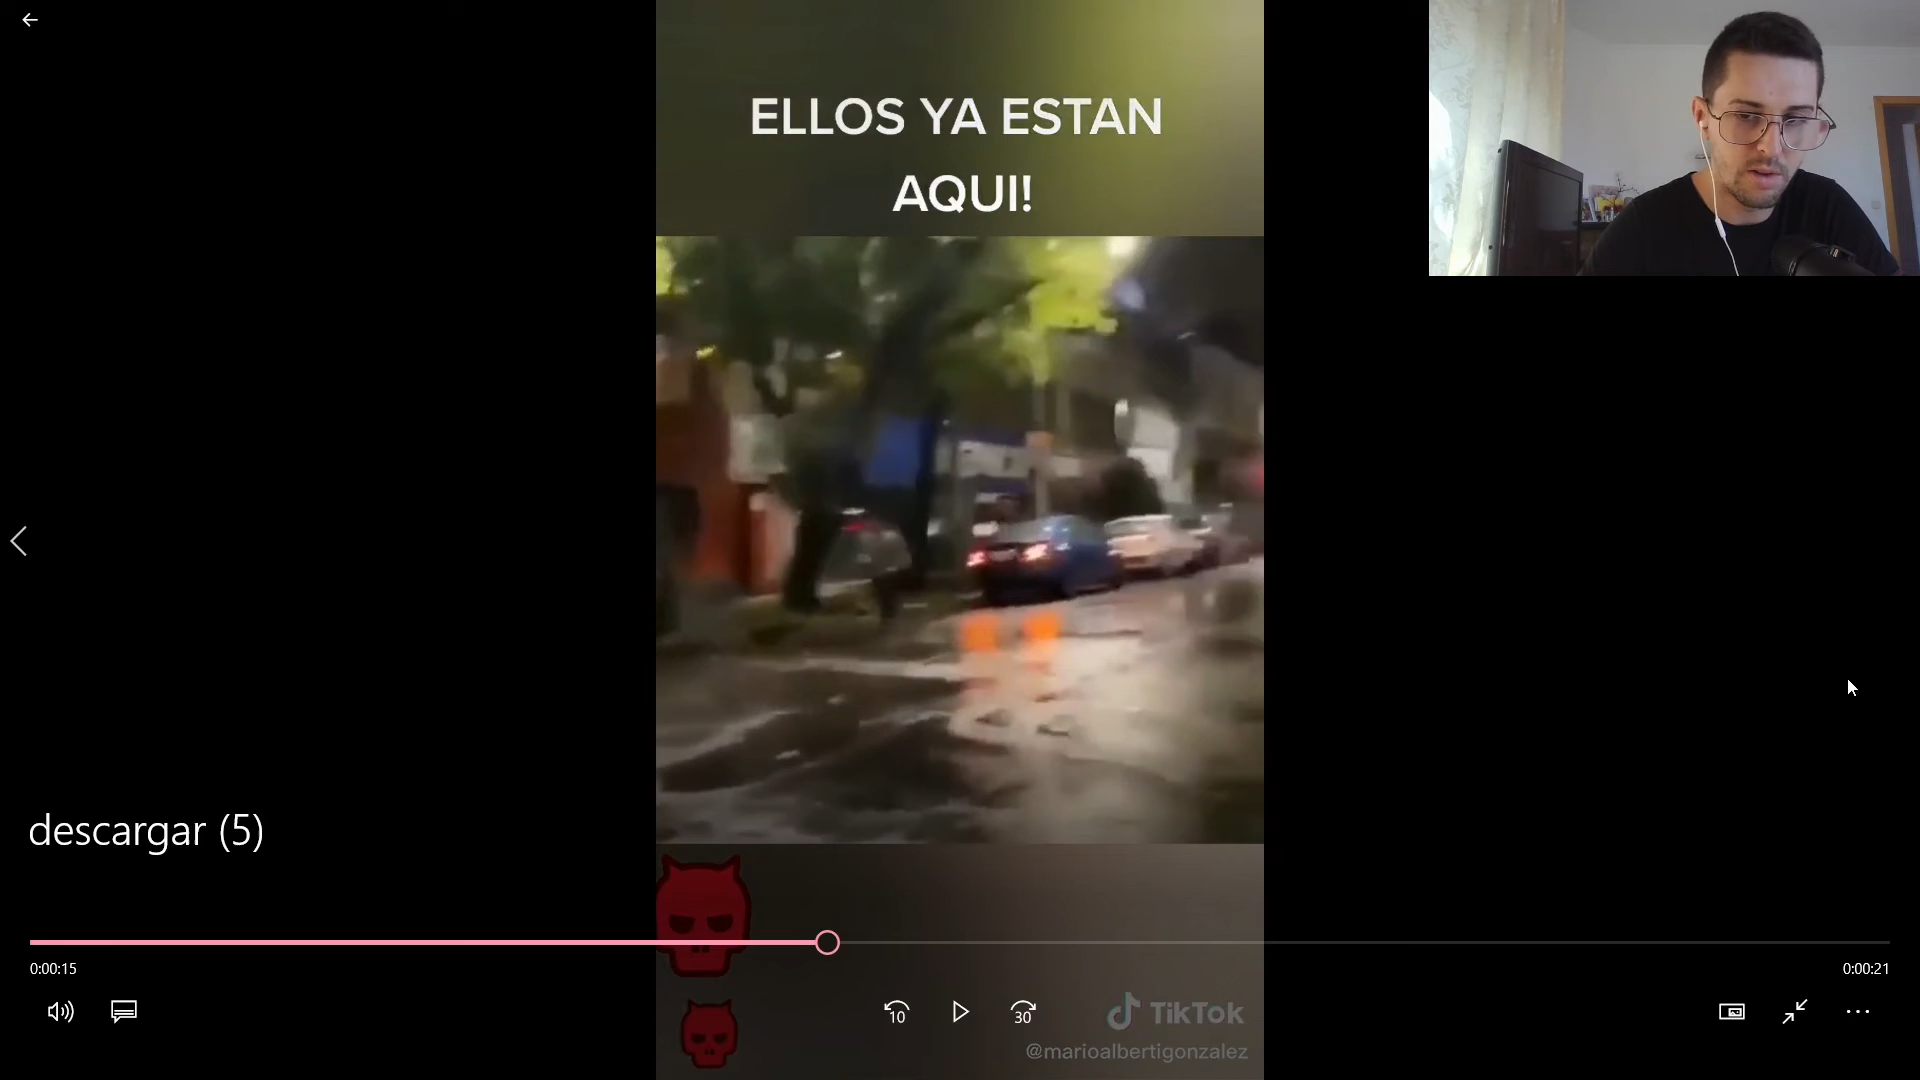 ELLOS YA ESTAN
AQUI!
descargar (5)
0:00:15
0:00:21
10
30
TikTok
@marioalbertigonzalez